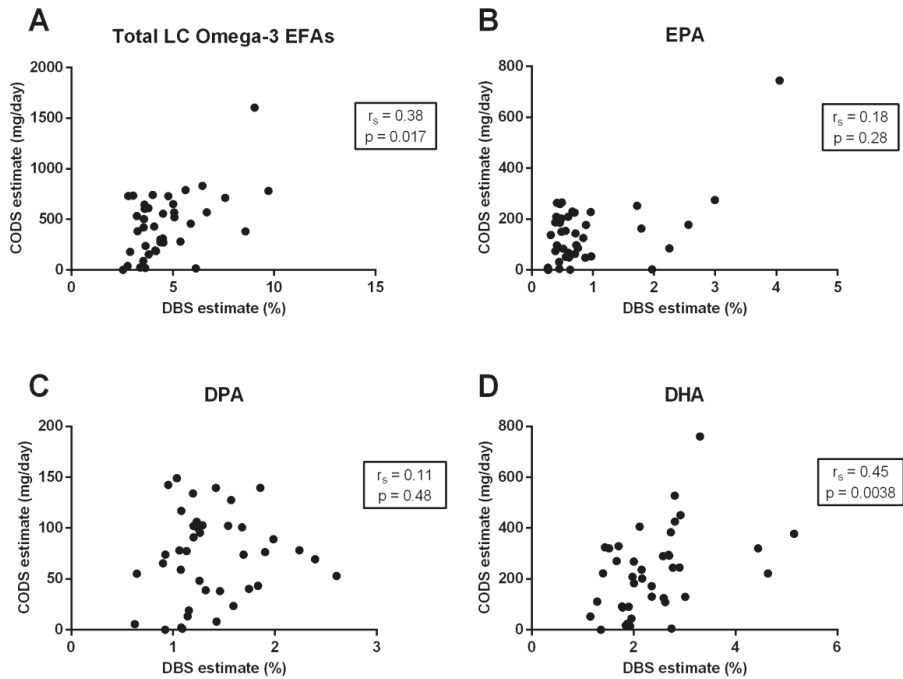 A
Total LC Omega-3 EFAs
CODS estimate (mg/day)
2000
1500
1000
500
0
0 5 10 15
DBS estimate (%)
r_s = 0.38
p = 0.017
B
EPA
CODS estimate (mg/day)
800
600
400
200
0
0 1 2 3 4 5
DBS estimate (%)
r_s = 0.18
p = 0.28
C
DPA
CODS estimate (mg/day)
200
150
100
50
0
0 1 2 3
DBS estimate (%)
r_s = 0.11
p = 0.48
D
DHA
CODS estimate (mg/day)
800
600
400
200
0
0 2 4 6
DBS estimate (%)
r_s = 0.45
p = 0.0038